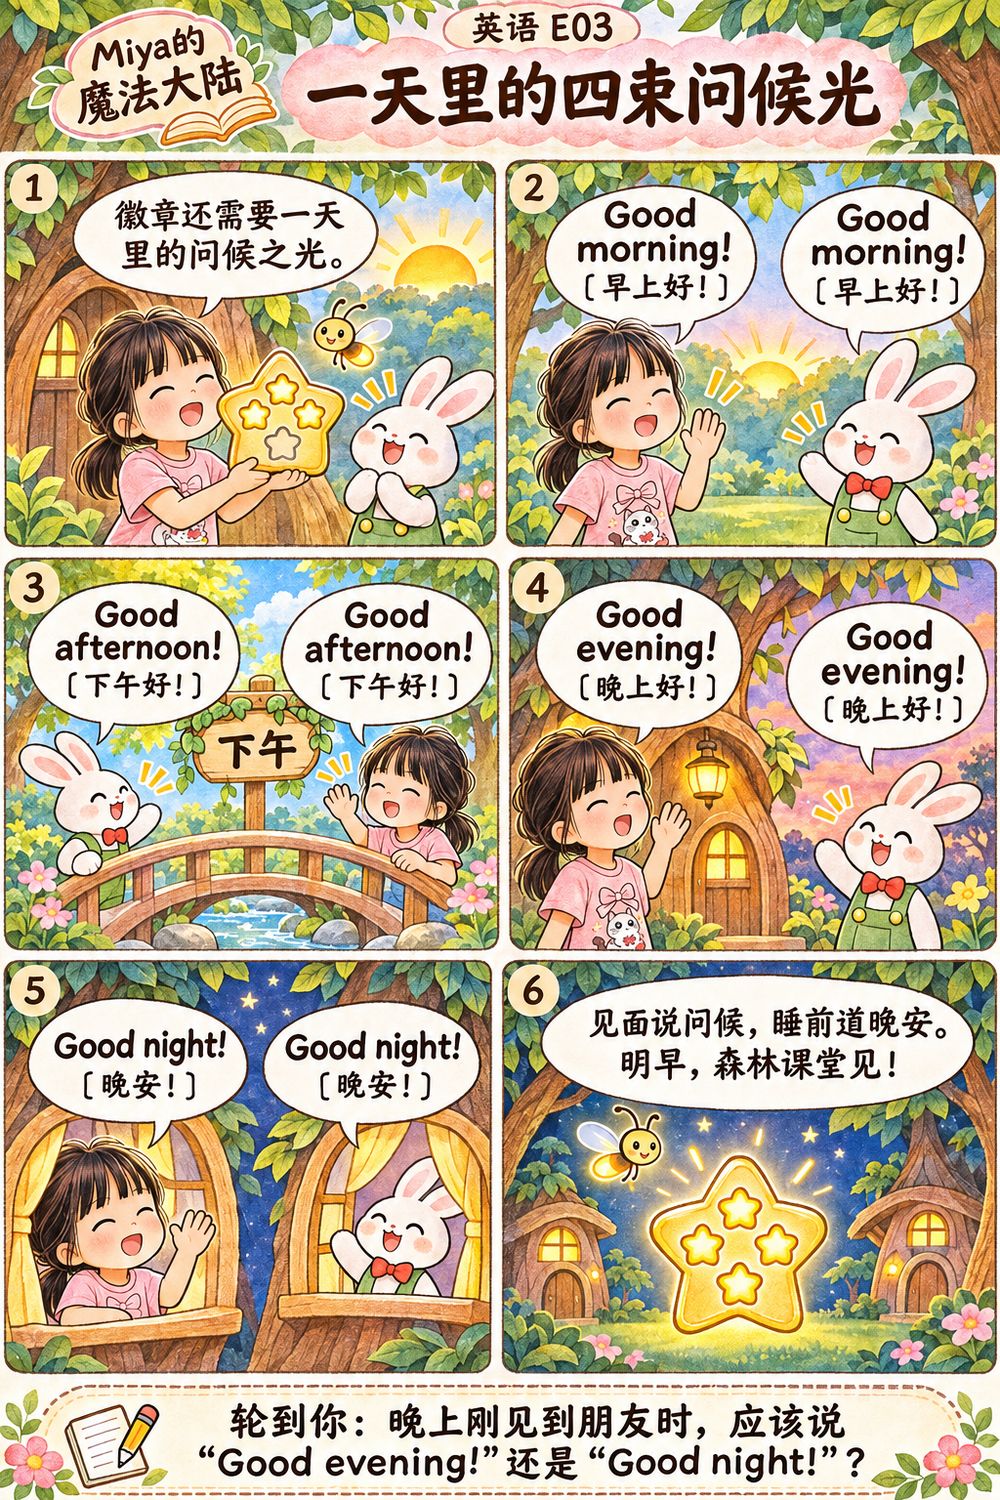 Miya的
魔法大陆
英语 E03
一天里的四束问候光
1
徽章还需要一天
里的问候之光。
2
Good
morning!
[早上好!]
Good
morning!
[早上好!]
3
Good
afternoon!
[下午好!]
Good
afternoon!
[下午好!]
下午
4
Good
evening!
[晚上好!]
Good
evening!
[晚上好!]
5
Good night!
[晚安!]
Good night!
[晚安!]
6
见面说问候，睡前道晚安。
明早，森林课堂见！
轮到你：晚上刚见到朋友时，应该说
“Good evening!”还是“Good night!”？